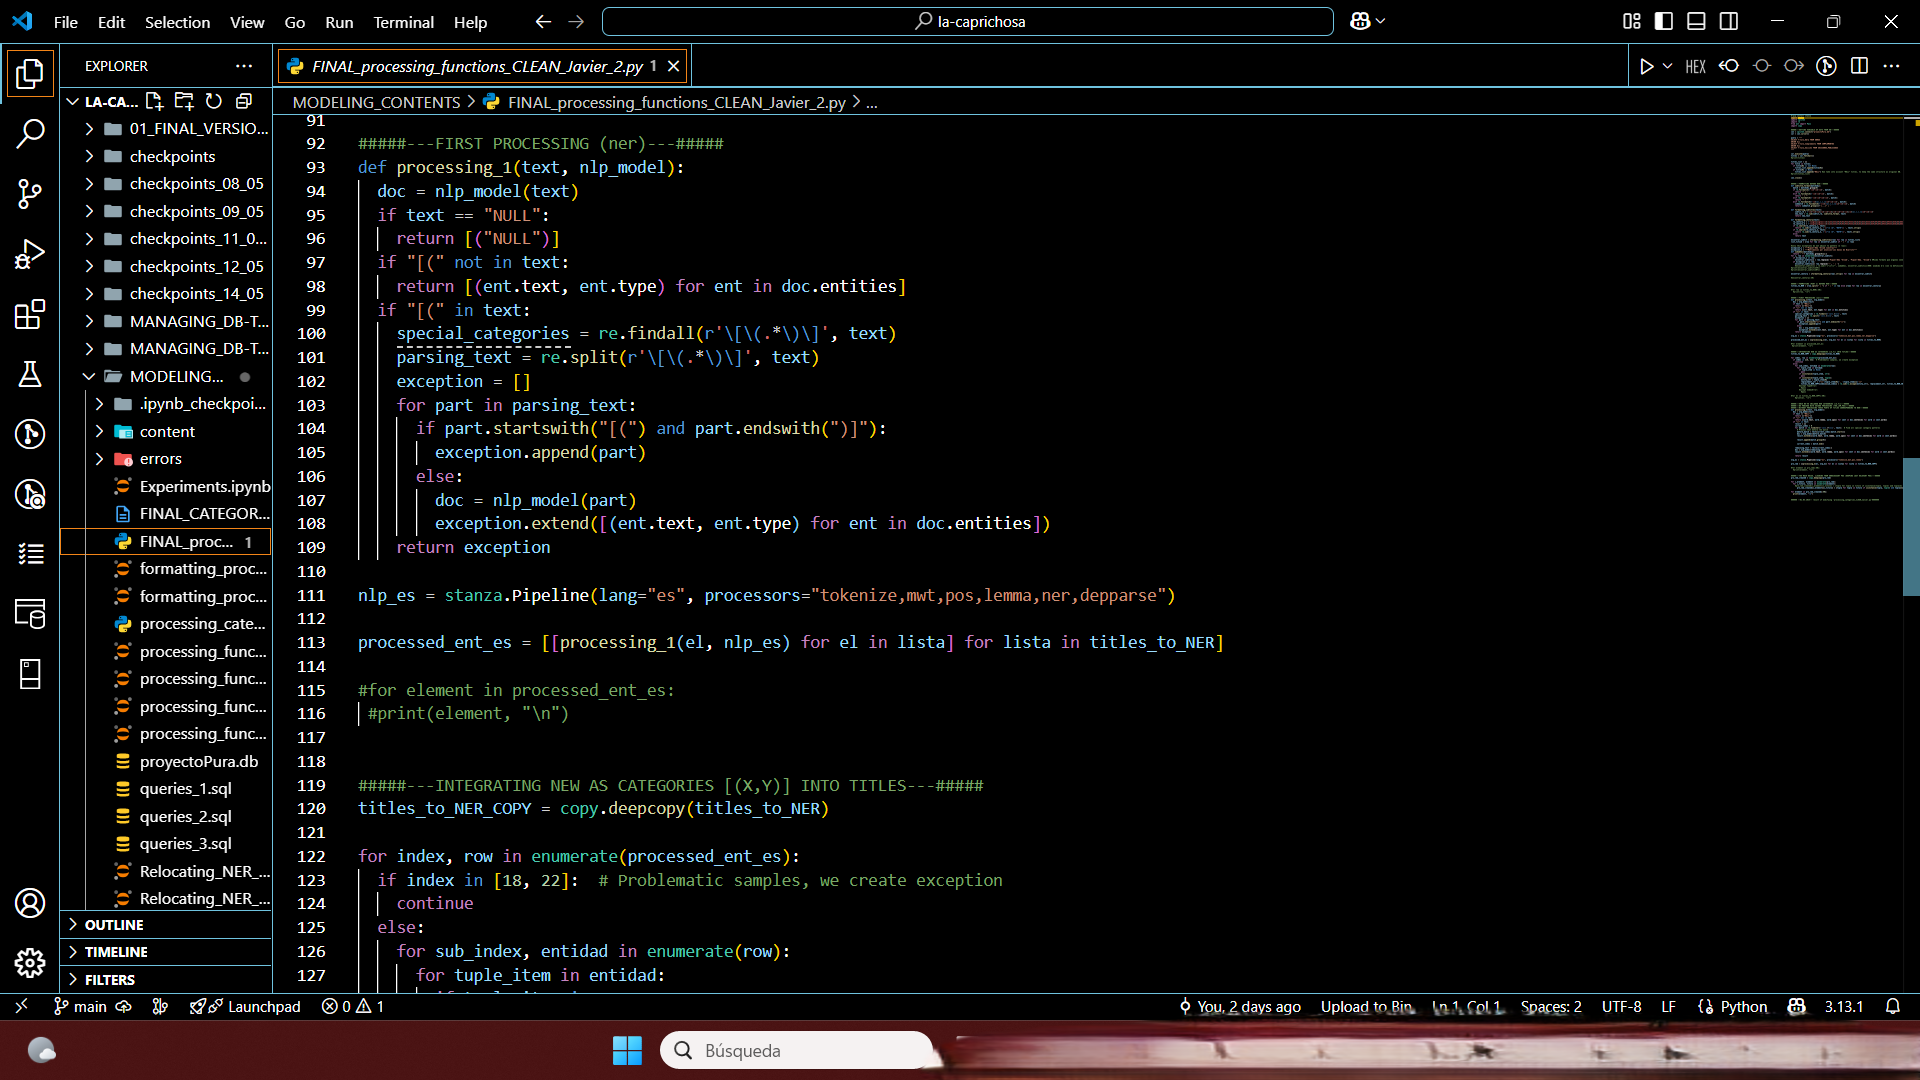 File Edit Selection View Go Run Terminal Help
la-caprichosa
EXPLORER
FINAL_processing_functions_CLEAN_Javier_2.py 1
HEX
LA-CA...
MODELING_CONTENTS > FINAL_processing_functions_CLEAN_Javier_2.py > ...
01_FINAL_VERSIO...
checkpoints
checkpoints_08_05
checkpoints_09_05
checkpoints_11_0...
checkpoints_12_05
checkpoints_14_05
MANAGING_DB-T...
MANAGING_DB-T...
MODELING...
.ipynb_checkpoi...
content
errors
Experiments.ipynb
FINAL_CATEGOR...
FINAL_proc... 1
formatting_proc...
formatting_proc...
processing_cate...
processing_func...
processing_func...
processing_func...
processing_func...
proyectoPura.db
queries_1.sql
queries_2.sql
queries_3.sql
Relocating_NER_...
Relocating_NER_...
OUTLINE
TIMELINE
FILTERS
91
92 #####---FIRST PROCESSING (ner)---#####
93 def processing_1(text, nlp_model):
94   doc = nlp_model(text)
95   if text == "NULL":
96     return [("NULL")]
97   if "[(" not in text:
98     return [(ent.text, ent.type) for ent in doc.entities]
99   if "[(" in text:
100     special_categories = re.findall(r'\[\(.*\)\]', text)
101     parsing_text = re.split(r'\[\(.*\)\]', text)
102     exception = []
103     for part in parsing_text:
104       if part.startswith("[(") and part.endswith(")]"):
105         exception.append(part)
106       else:
107         doc = nlp_model(part)
108         exception.extend([(ent.text, ent.type) for ent in doc.entities])
109     return exception
110
111 nlp_es = stanza.Pipeline(lang="es", processors="tokenize,mwt,pos,lemma,ner,depparse")
112
113 processed_ent_es = [[processing_1(el, nlp_es) for el in lista] for lista in titles_to_NER]
114
115 #for element in processed_ent_es:
116  #print(element, "\n")
117
118
119 #####---INTEGRATING NEW AS CATEGORIES [(X,Y)] INTO TITLES---#####
120 titles_to_NER_COPY = copy.deepcopy(titles_to_NER)
121
122 for index, row in enumerate(processed_ent_es):
123   if index in [18, 22]:  # Problematic samples, we create exception
124     continue
125   else:
126     for sub_index, entidad in enumerate(row):
127       for tuple_item in entidad:
main
Launchpad
0 1
You, 2 days ago
Upload to Bin
Ln 1, Col 1
Spaces: 2
UTF-8
LF
Python
3.13.1
Búsqueda